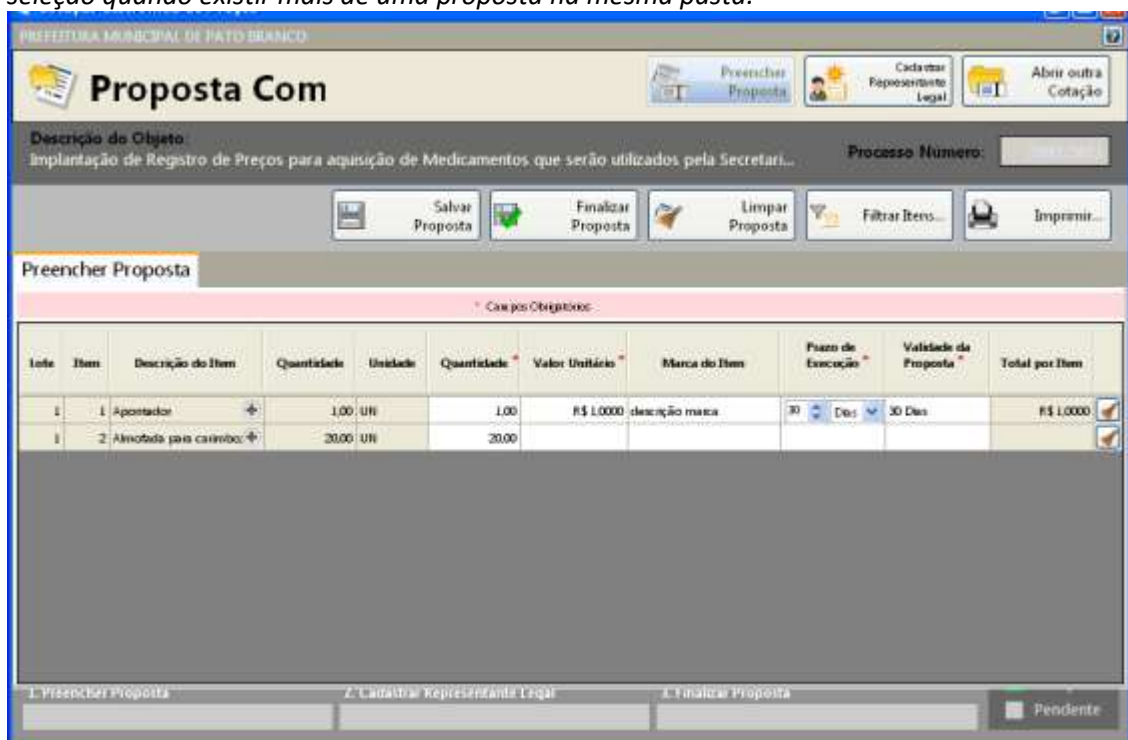 seleção quando existir mais de uma proposta na mesma pasta.
PREFEITURA MUNICIPAL DE PATO BRANCO
Proposta Com
Preencher Proposta
Cadastrar Representante Legal
Abrir outra Cotação
Descrição do Objeto:
Implantação de Registro de Preços para aquisição de Medicamentos que serão utilizados pela Secretari...
Processo Número:
Salvar Proposta
Finalizar Proposta
Limpar Proposta
Filtrar Itens...
Imprimir...
Preencher Proposta
* Campos Obrigatórios
Lote Item Descrição do Item Quantidade Unidade Quantidade * Valor Unitário * Marca do Item Prazo de Execução * Validade da Proposta * Total por Item
1 1 Apontador + 1,00 UN 1,00 R$ 1,0000 descrição marca 30 Dias 30 Dias R$ 1,0000
1 2 Almofada para carimbo: + 20,00 UN 20,00
1. Preencher Proposta 2. Cadastrar Representante Legal 3. Finalizar Proposta
Pendente